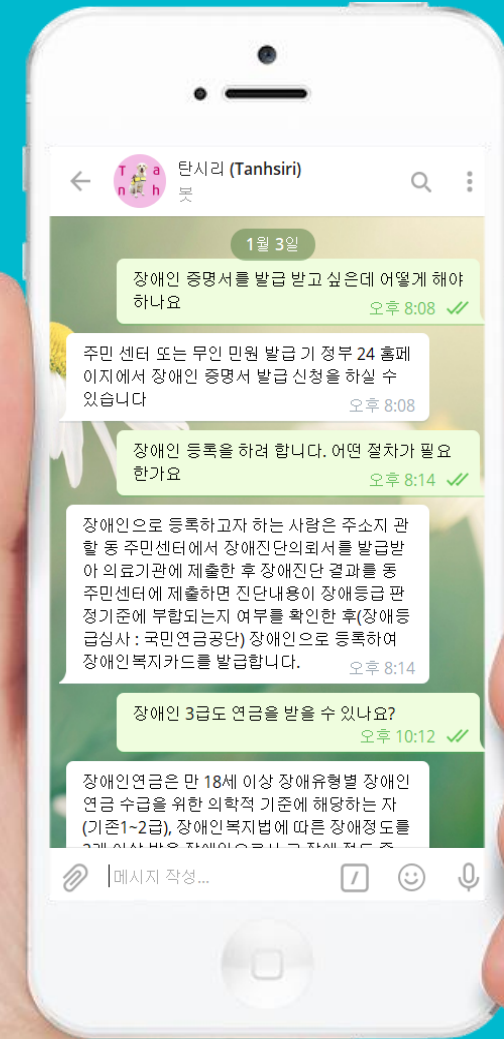 T a
n h
탄시리 (Tanhsiri)
봇
1월 3일
장애인 증명서를 발급 받고 싶은데 어떻게 해야
하나요
오후 8:08
주민 센터 또는 무인 민원 발급 기 정부 24 홈페
이지에서 장애인 증명서 발급 신청을 하실 수
있습니다
오후 8:08
장애인 등록을 하려 합니다. 어떤 절차가 필요
한가요
오후 8:14
장애인으로 등록하고자 하는 사람은 주소지 관
할 동 주민센터에서 장애진단의뢰서를 발급받
아 의료기관에 제출한 후 장애진단 결과를 동
주민센터에 제출하면 진단내용이 장애등급 판
정기준에 부합되는지 여부를 확인한 후(장애등
급심사 : 국민연금공단) 장애인으로 등록하여
장애인복지카드를 발급합니다.
오후 8:14
장애인 3급도 연금을 받을 수 있나요?
오후 10:12
장애인연금은 만 18세 이상 장애유형별 장애인
연금 수급을 위한 의학적 기준에 해당하는 자
(기존1~2급), 장애인복지법에 따른 장애정도를
메시지 작성...